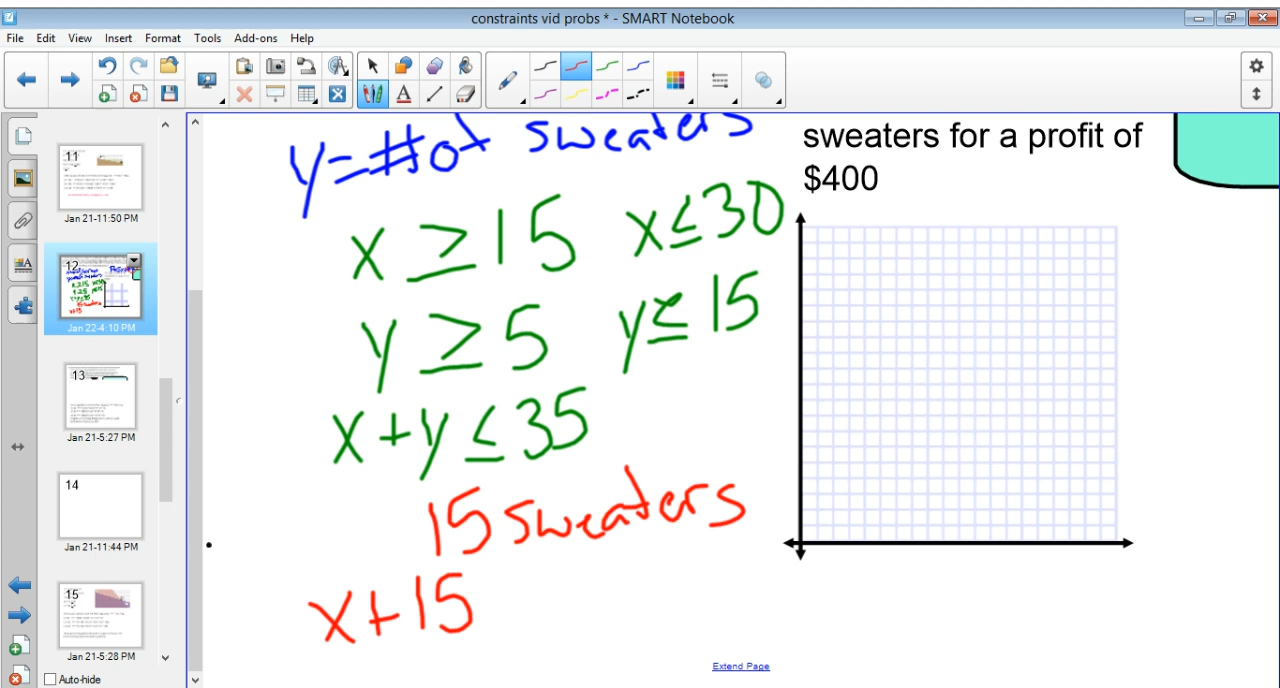 constraints vid probs * - SMART Notebook
File Edit View Insert Format Tools Add-ons Help
11
Jan 21-11:50 PM
12
Jan 22-4:10 PM
13
Jan 21-5:27 PM
14
Jan 21-11:44 PM
15
Jan 21-5:28 PM
Auto-hide
y=#of sweaters
x ≥ 15 x ≤ 30
y ≥ 5 y ≤ 15
x+y ≤ 35
15 sweaters
x+15
sweaters for a profit of
$400
Extend Page